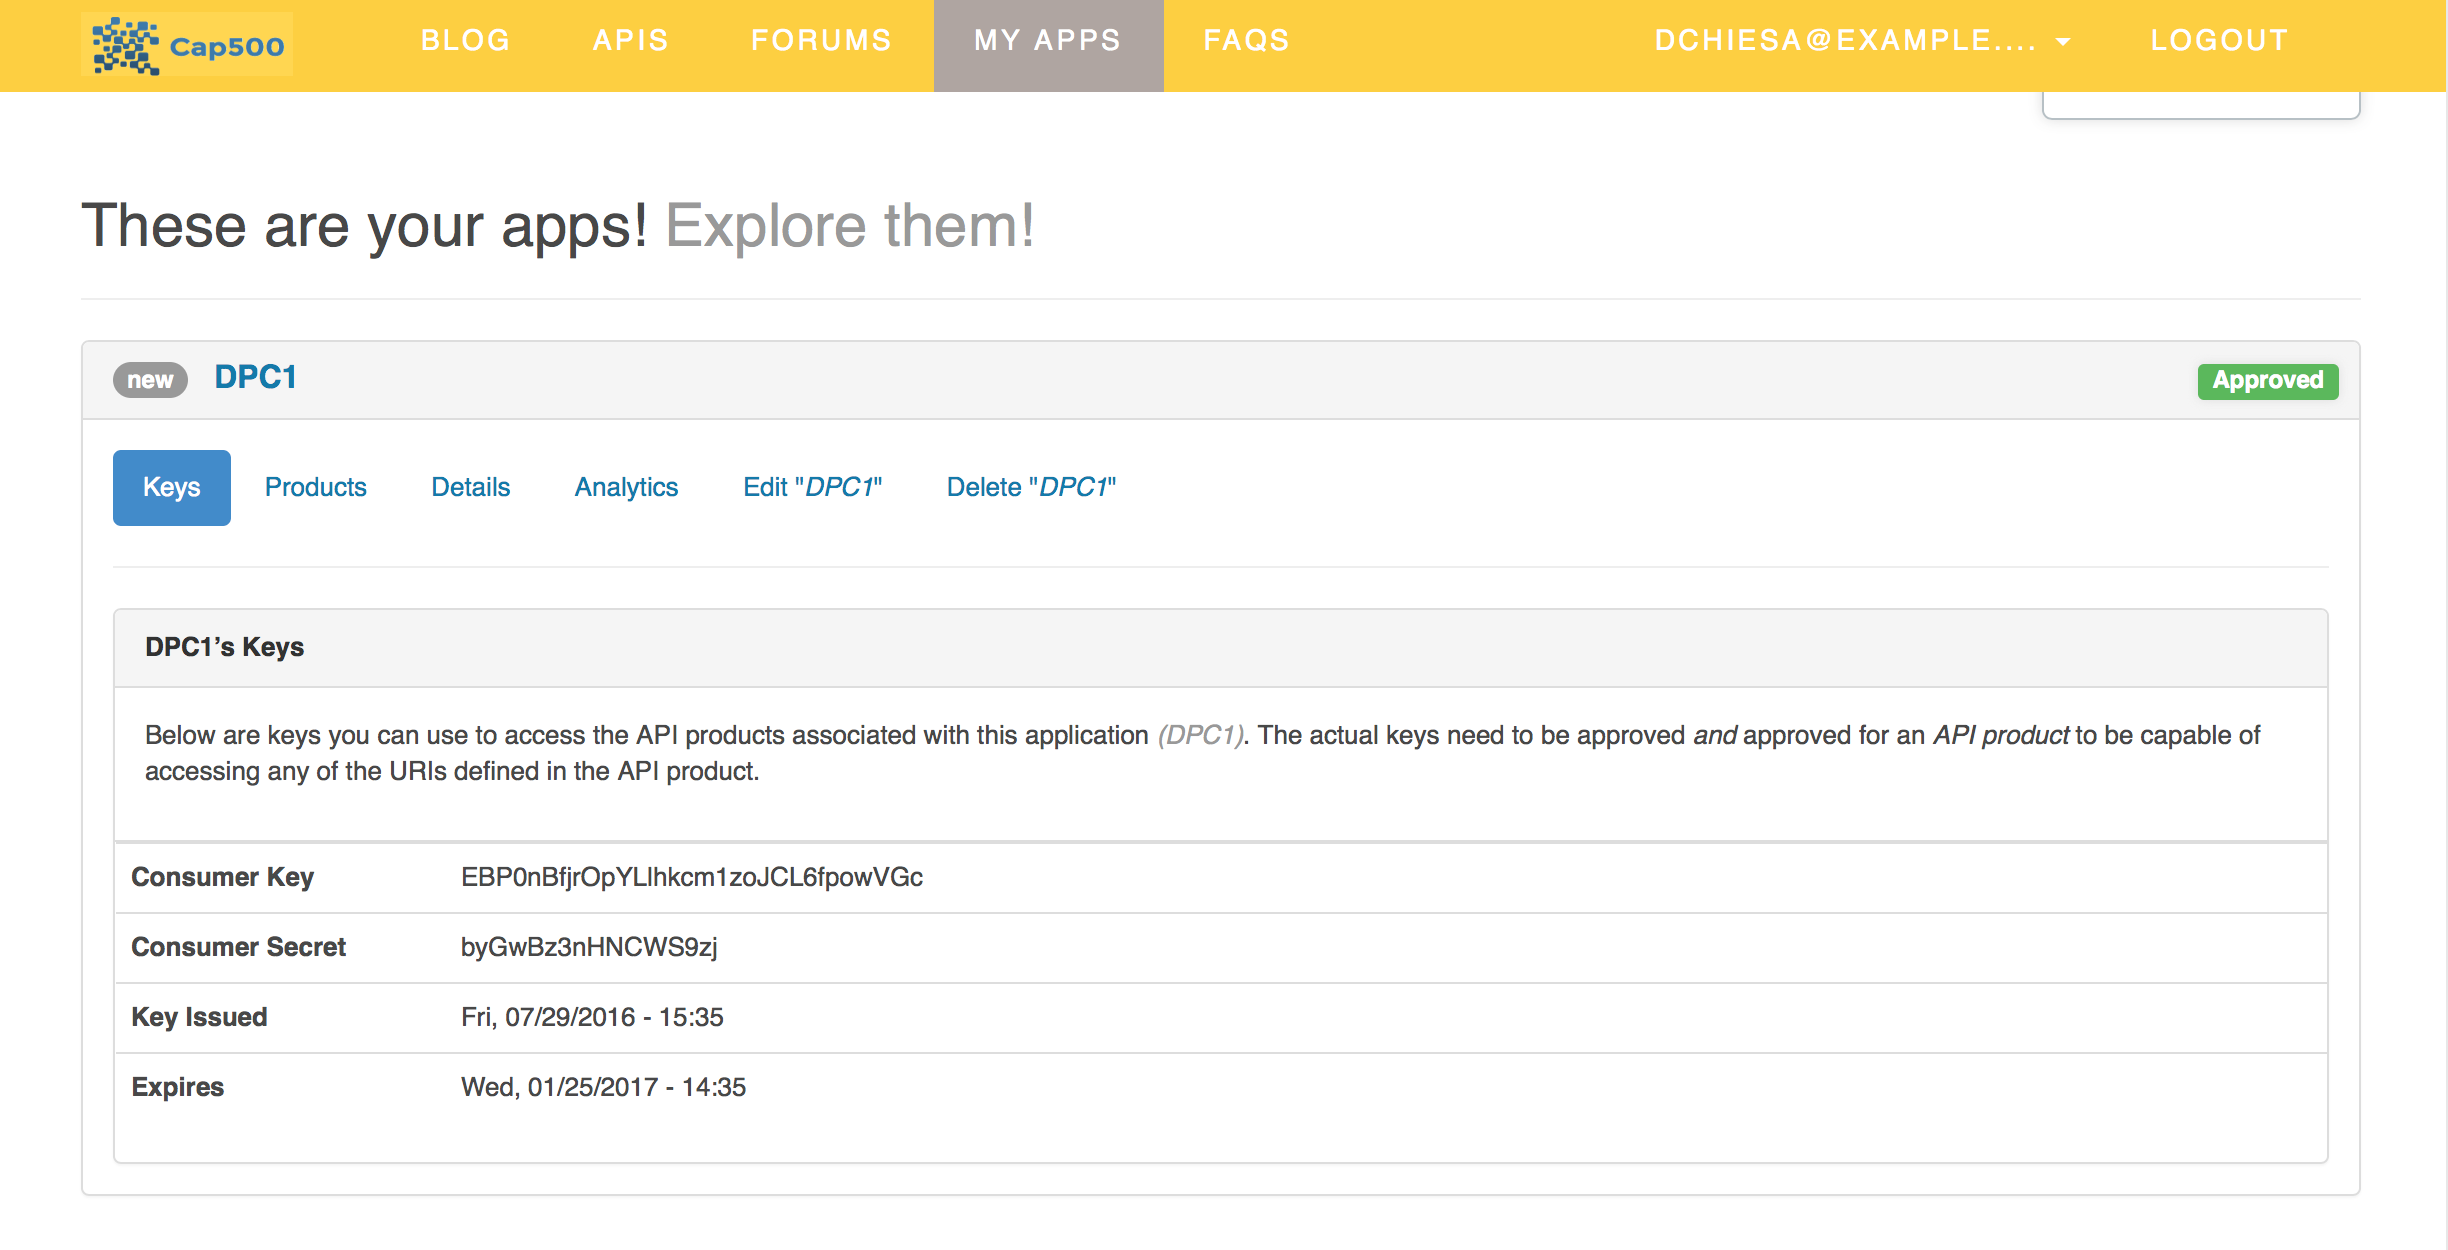 Cap500 BLOG APIS FORUMS MY APPS FAQS DCHIESA@EXAMPLE.... LOGOUT
These are your apps! Explore them!
new DPC1 Approved
Keys Products Details Analytics Edit "DPC1" Delete "DPC1"
DPC1’s Keys
Below are keys you can use to access the API products associated with this application (DPC1). The actual keys need to be approved and approved for an API product to be capable of
accessing any of the URIs defined in the API product.
Consumer Key EBP0nBfjrOpYLlhkcm1zoJCL6fpowVGc
Consumer Secret byGwBz3nHNCWS9zj
Key Issued Fri, 07/29/2016 - 15:35
Expires Wed, 01/25/2017 - 14:35